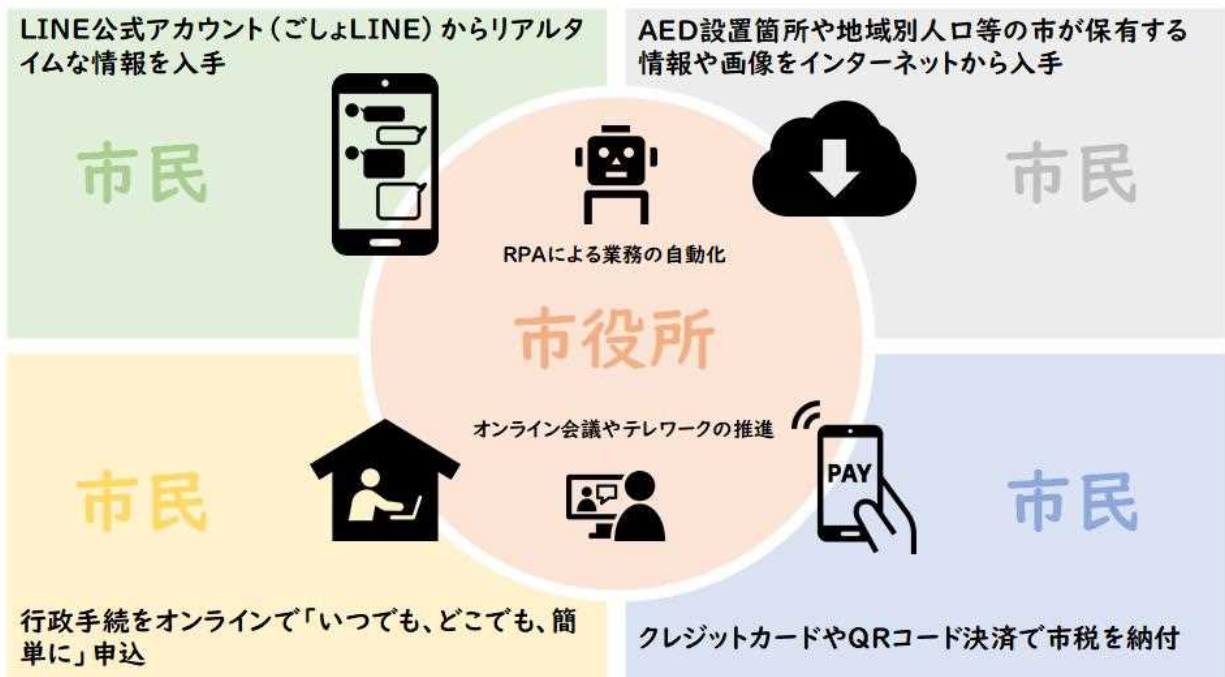 LINE公式アカウント(ごしょLINE)からリアルタ
イムな情報を入手
市民
AED設置箇所や地域別人口等の市が保有する
情報や画像をインターネットから入手
市民
RPAによる業務の自動化
市役所
オンライン会議やテレワークの推進
市民
行政手続をオンラインで「いつでも、どこでも、簡
単に」申込
PAY
市民
クレジットカードやQRコード決済で市税を納付